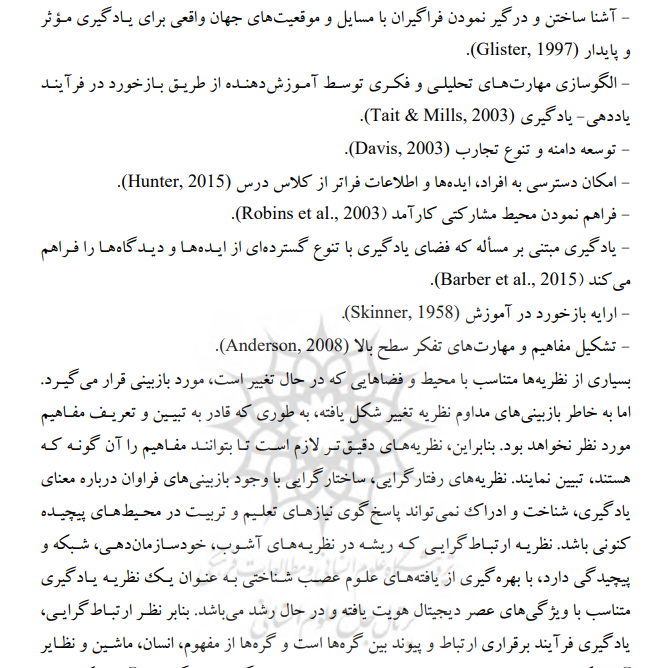 - آشنا ساختن و درگیر نمودن فراگیران با مسایل و موقعیت‌های جهان واقعی برای یادگیری مؤثر
و پایدار (Glister, 1997).
- الگوسازی مهارت‌های تحلیلی و فکری توسط آموزش‌دهنده از طریق بازخورد در فرآیند
یاددهی- یادگیری (Tait & Mills, 2003).
- توسعه دامنه و تنوع تجارب (Davis, 2003).
- امکان دسترسی به افراد، ایده‌ها و اطلاعات فراتر از کلاس درس (Hunter, 2015).
- فراهم نمودن محیط مشارکتی کارآمد (Robins et al., 2003).
- یادگیری مبتنی بر مسأله که فضای یادگیری با تنوع گسترده‌ای از ایده‌ها و دیدگاه‌ها را فراهم
می‌کند (Barber et al., 2015).
- ارایه بازخورد در آموزش (Skinner, 1958).
- تشکیل مفاهیم و مهارت‌های تفکر سطح بالا (Anderson, 2008).
بسیاری از نظریه‌ها متناسب با محیط و فضاهایی که در حال تغییر است، مورد بازبینی قرار می‌گیرد.
اما به خاطر بازبینی‌های مداوم نظریه تغییر شکل یافته، به طوری که قادر به تبیین و تعریف مفاهیم
مورد نظر نخواهد بود. بنابراین، نظریه‌های دقیق‌تر لازم است تا بتوانند مفاهیم را آن گونه که
هستند، تبیین نمایند. نظریه‌های رفتارگرایی، ساختارگرایی با وجود بازبینی‌های فراوان درباره معنای
یادگیری، شناخت و ادراک نمی‌تواند پاسخ‌گوی نیازهای تعلیم و تربیت در محیط‌های پیچیده
کنونی باشد. نظریه ارتباط‌گرایی که ریشه در نظریه‌های آشوب، خودسازمان‌دهی، شبکه و
پیچیدگی دارد، با بهره‌گیری از یافته‌های علوم عصب شناختی به عنوان یک نظریه یادگیری
متناسب با ویژگی‌های عصر دیجیتال هویت یافته و در حال رشد می‌باشد. بنابر نظر ارتباط‌گرایی،
یادگیری فرآیند برقراری ارتباط و پیوند بین گره‌ها است و گره‌ها از مفهوم، انسان، ماشین و نظایر